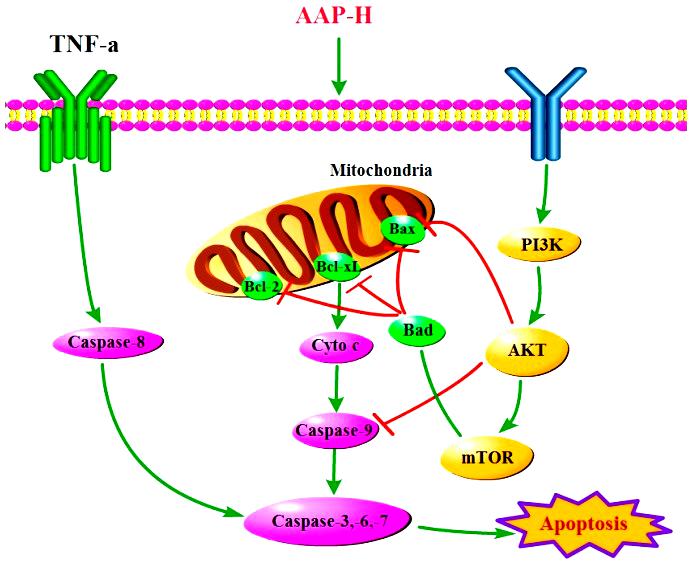 AAP-H
TNF-a
Mitochondria
Bax
PI3K
Bcl-xL
Bcl-2
Bad
Caspase-8
Cyto c
AKT
Caspase-9
mTOR
Caspase-3,-6,-7
Apoptosis